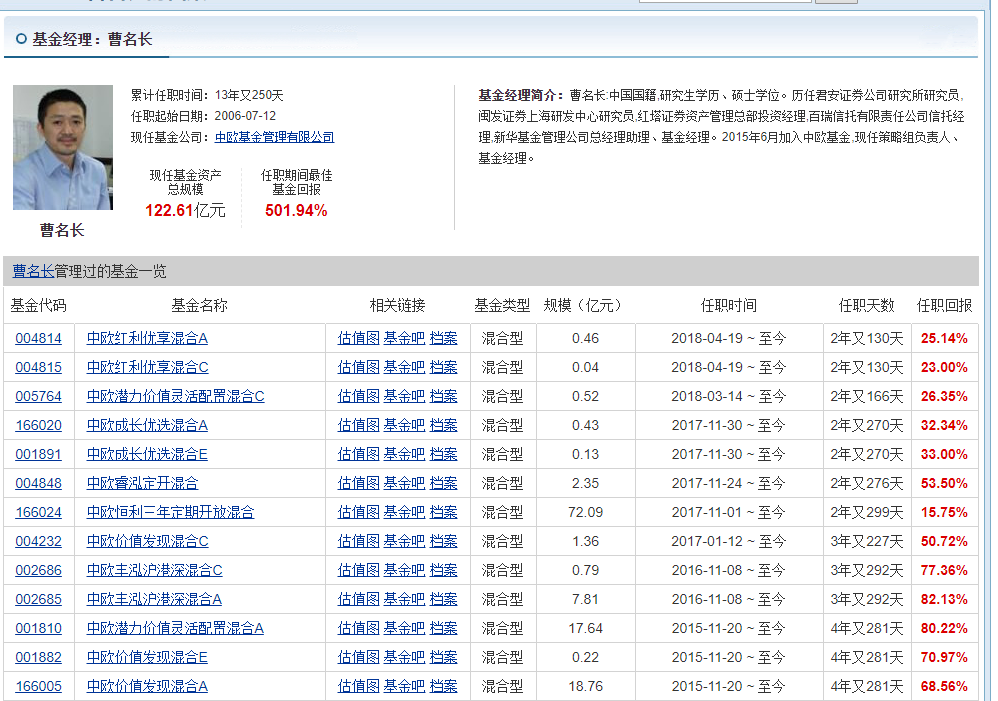 基金经理：曹名长
累计任职时间：13年又250天
任职起始日期：2006-07-12
现任基金公司：中欧基金管理有限公司
现任基金资产 任职期间最佳
总规模 基金回报
122.61亿元 501.94%
曹名长
基金经理简介：曹名长:中国国籍,研究生学历、硕士学位。历任君安证券公司研究所研究员,
闽发证券上海研发中心研究员,红塔证券资产管理总部投资经理,百瑞信托有限责任公司信托经
理,新华基金管理公司总经理助理、基金经理。2015年6月加入中欧基金,现任策略组负责人、
基金经理。
曹名长管理过的基金一览
基金代码 基金名称 相关链接 基金类型 规模（亿元） 任职时间 任职天数 任职回报
004814 中欧红利优享混合A 估值图 基金吧 档案 混合型 0.46 2018-04-19 ~ 至今 2年又130天 25.14%
004815 中欧红利优享混合C 估值图 基金吧 档案 混合型 0.04 2018-04-19 ~ 至今 2年又130天 23.00%
005764 中欧潜力价值灵活配置混合C 估值图 基金吧 档案 混合型 0.52 2018-03-14 ~ 至今 2年又166天 26.35%
166020 中欧成长优选混合A 估值图 基金吧 档案 混合型 0.43 2017-11-30 ~ 至今 2年又270天 32.34%
001891 中欧成长优选混合E 估值图 基金吧 档案 混合型 0.13 2017-11-30 ~ 至今 2年又270天 33.00%
004848 中欧睿泓定开混合 估值图 基金吧 档案 混合型 2.35 2017-11-24 ~ 至今 2年又276天 53.50%
166024 中欧恒利三年定期开放混合 估值图 基金吧 档案 混合型 72.09 2017-11-01 ~ 至今 2年又299天 15.75%
004232 中欧价值发现混合C 估值图 基金吧 档案 混合型 1.36 2017-01-12 ~ 至今 3年又227天 50.72%
002686 中欧丰泓沪港深混合C 估值图 基金吧 档案 混合型 0.79 2016-11-08 ~ 至今 3年又292天 77.36%
002685 中欧丰泓沪港深混合A 估值图 基金吧 档案 混合型 7.81 2016-11-08 ~ 至今 3年又292天 82.13%
001810 中欧潜力价值灵活配置混合A 估值图 基金吧 档案 混合型 17.64 2015-11-20 ~ 至今 4年又281天 80.22%
001882 中欧价值发现混合E 估值图 基金吧 档案 混合型 0.22 2015-11-20 ~ 至今 4年又281天 70.97%
166005 中欧价值发现混合A 估值图 基金吧 档案 混合型 18.76 2015-11-20 ~ 至今 4年又281天 68.56%